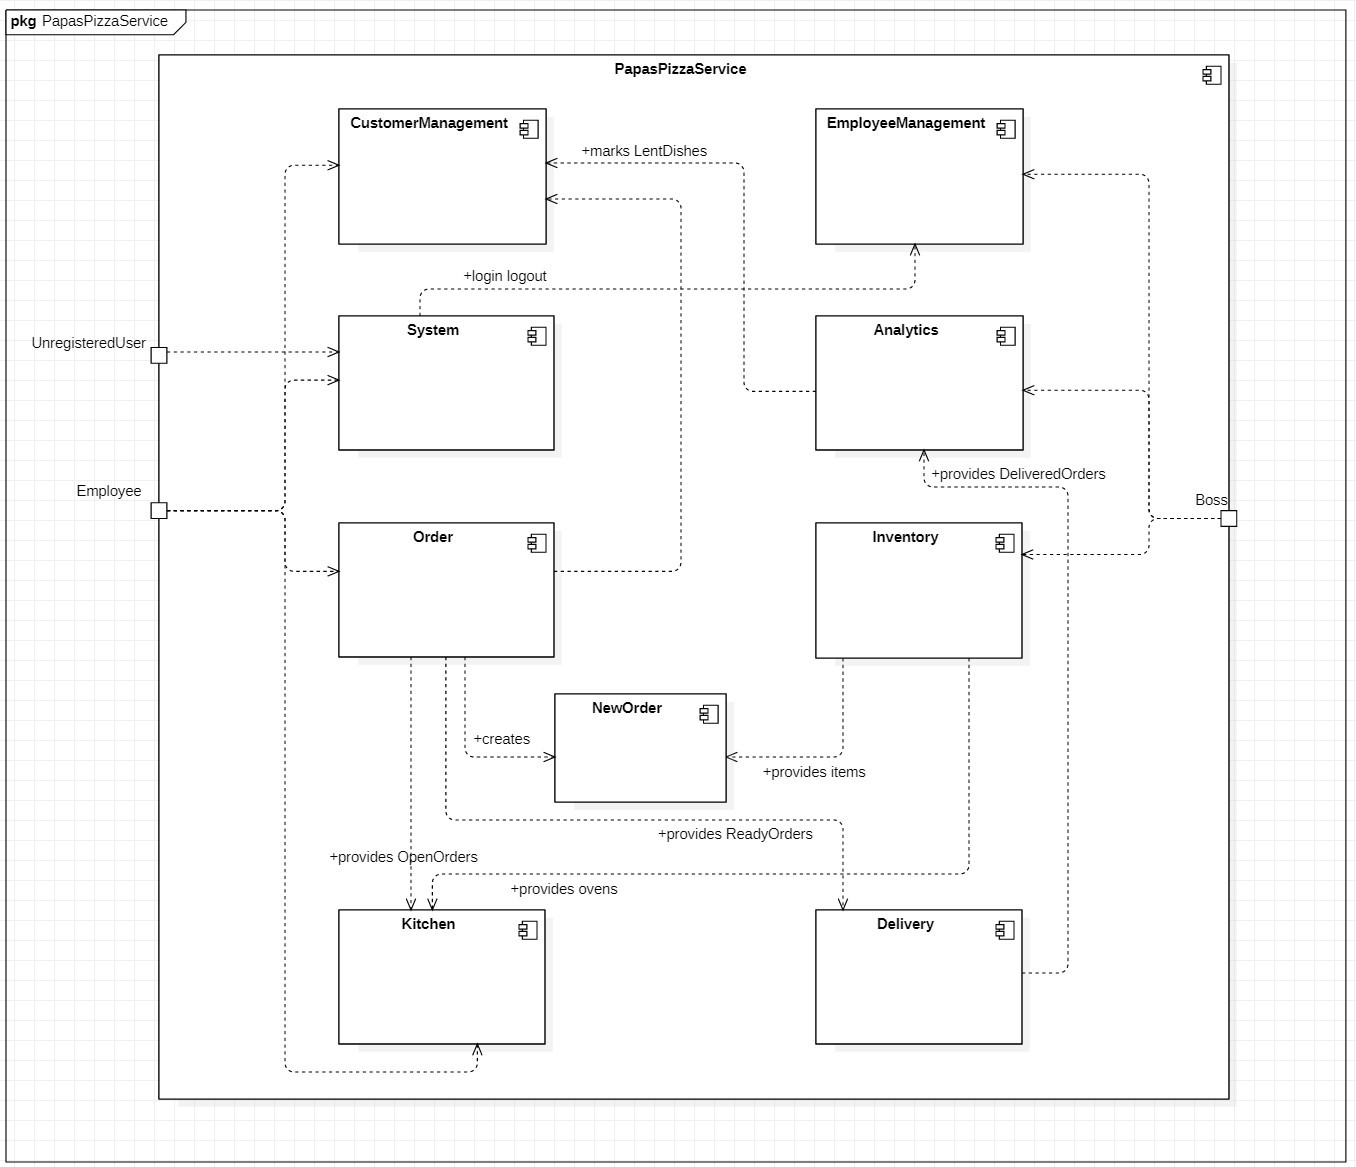 pkg PapasPizzaService
PapasPizzaService
CustomerManagement
EmployeeManagement
+marks LentDishes
+login logout
System
Analytics
UnregisteredUser
+provides DeliveredOrders
Employee
Boss
Order
Inventory
NewOrder
+creates
+provides items
+provides ReadyOrders
+provides OpenOrders
+provides ovens
Kitchen
Delivery